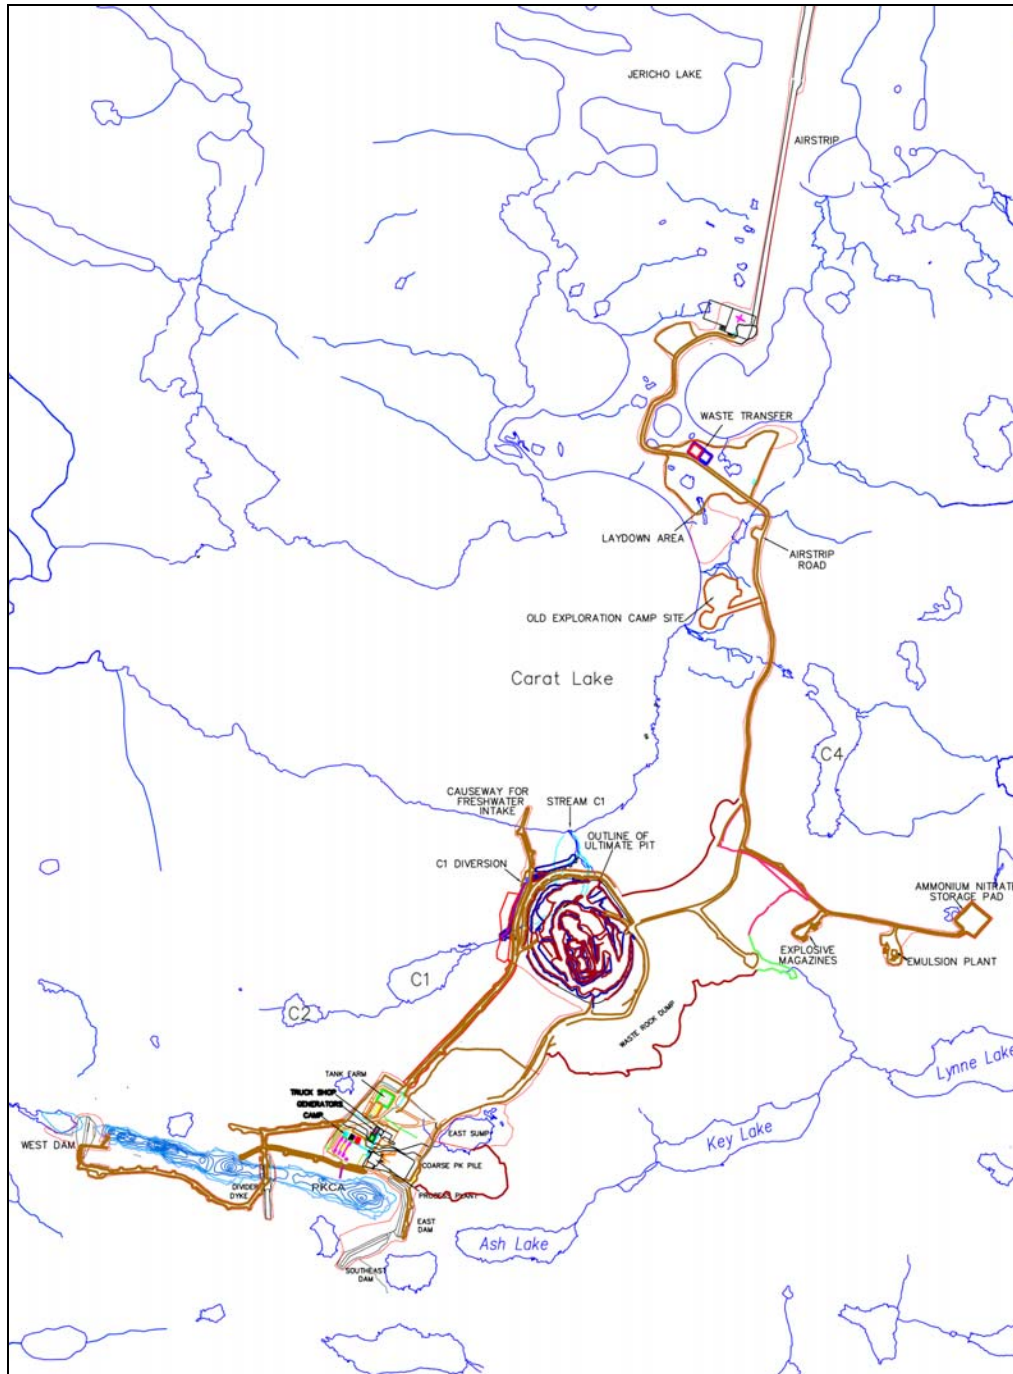 JERICHO LAKE
AIRSTRIP
WASTE TRANSFER
LAYDOWN AREA
AIRSTRIP
ROAD
OLD EXPLORATION CAMP SITE
Carat Lake
C4
CAUSEWAY FOR
FRESHWATER
INTAKE
STREAM C1
OUTLINE OF
ULTIMATE PIT
C1 DIVERSION
AMMONIUM NITRATE
STORAGE PAD
EXPLOSIVE
MAGAZINES
EMULSION PLANT
C1
C2
WASTE ROCK DUMP
Lynne Lake
TANK FARM
TRUCK SHOP
GENERATORS
CAMP
EAST SUMP
Key Lake
WEST DAM
COARSE PK PILE
DIVIDER
DYKE
PKCA
PROCESS PLANT
EAST
DAM
Ash Lake
SOUTHEAST
DAM